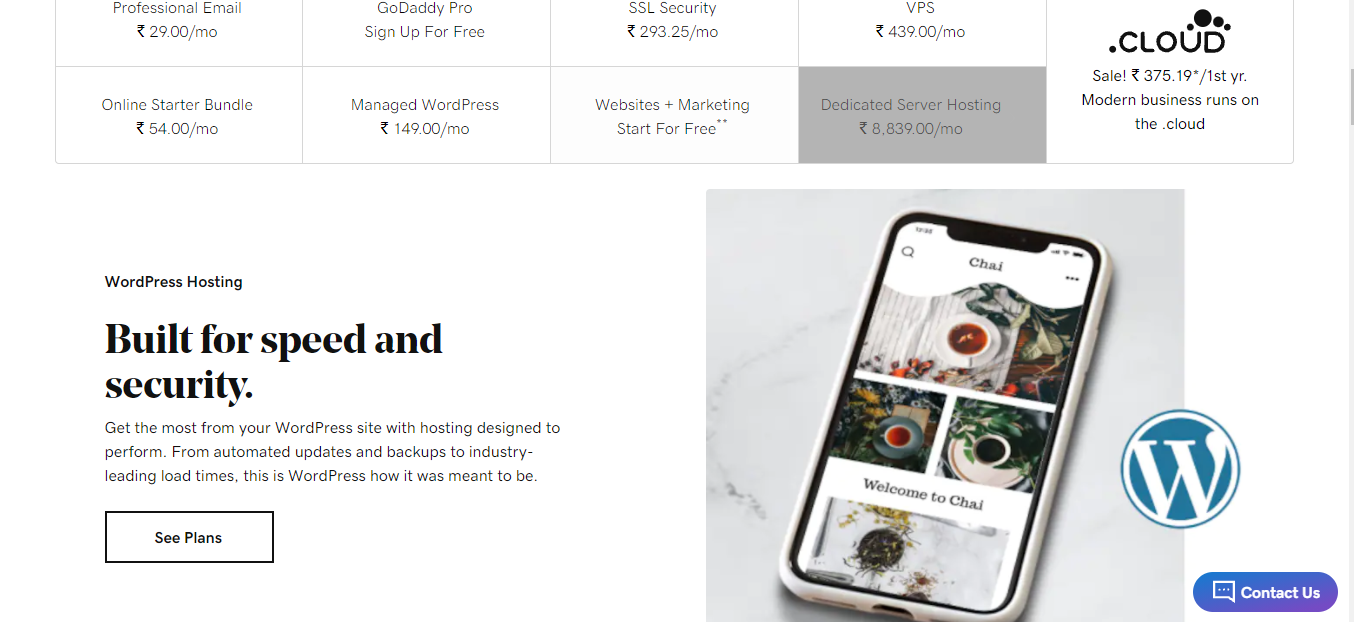 Professional Email
₹ 29.00/mo
GoDaddy Pro
Sign Up For Free
SSL Security
₹ 293.25/mo
VPS
₹ 439.00/mo
.CLOUD
Sale! ₹ 375.19*/1st yr.
Modern business runs on
the .cloud
Online Starter Bundle
₹ 54.00/mo
Managed WordPress
₹ 149.00/mo
Websites + Marketing
Start For Free**
Dedicated Server Hosting
₹ 8,839.00/mo
WordPress Hosting
Built for speed and
security.
Get the most from your WordPress site with hosting designed to
perform. From automated updates and backups to industry-
leading load times, this is WordPress how it was meant to be.
See Plans
Chai
Welcome to Chai
W
Contact Us